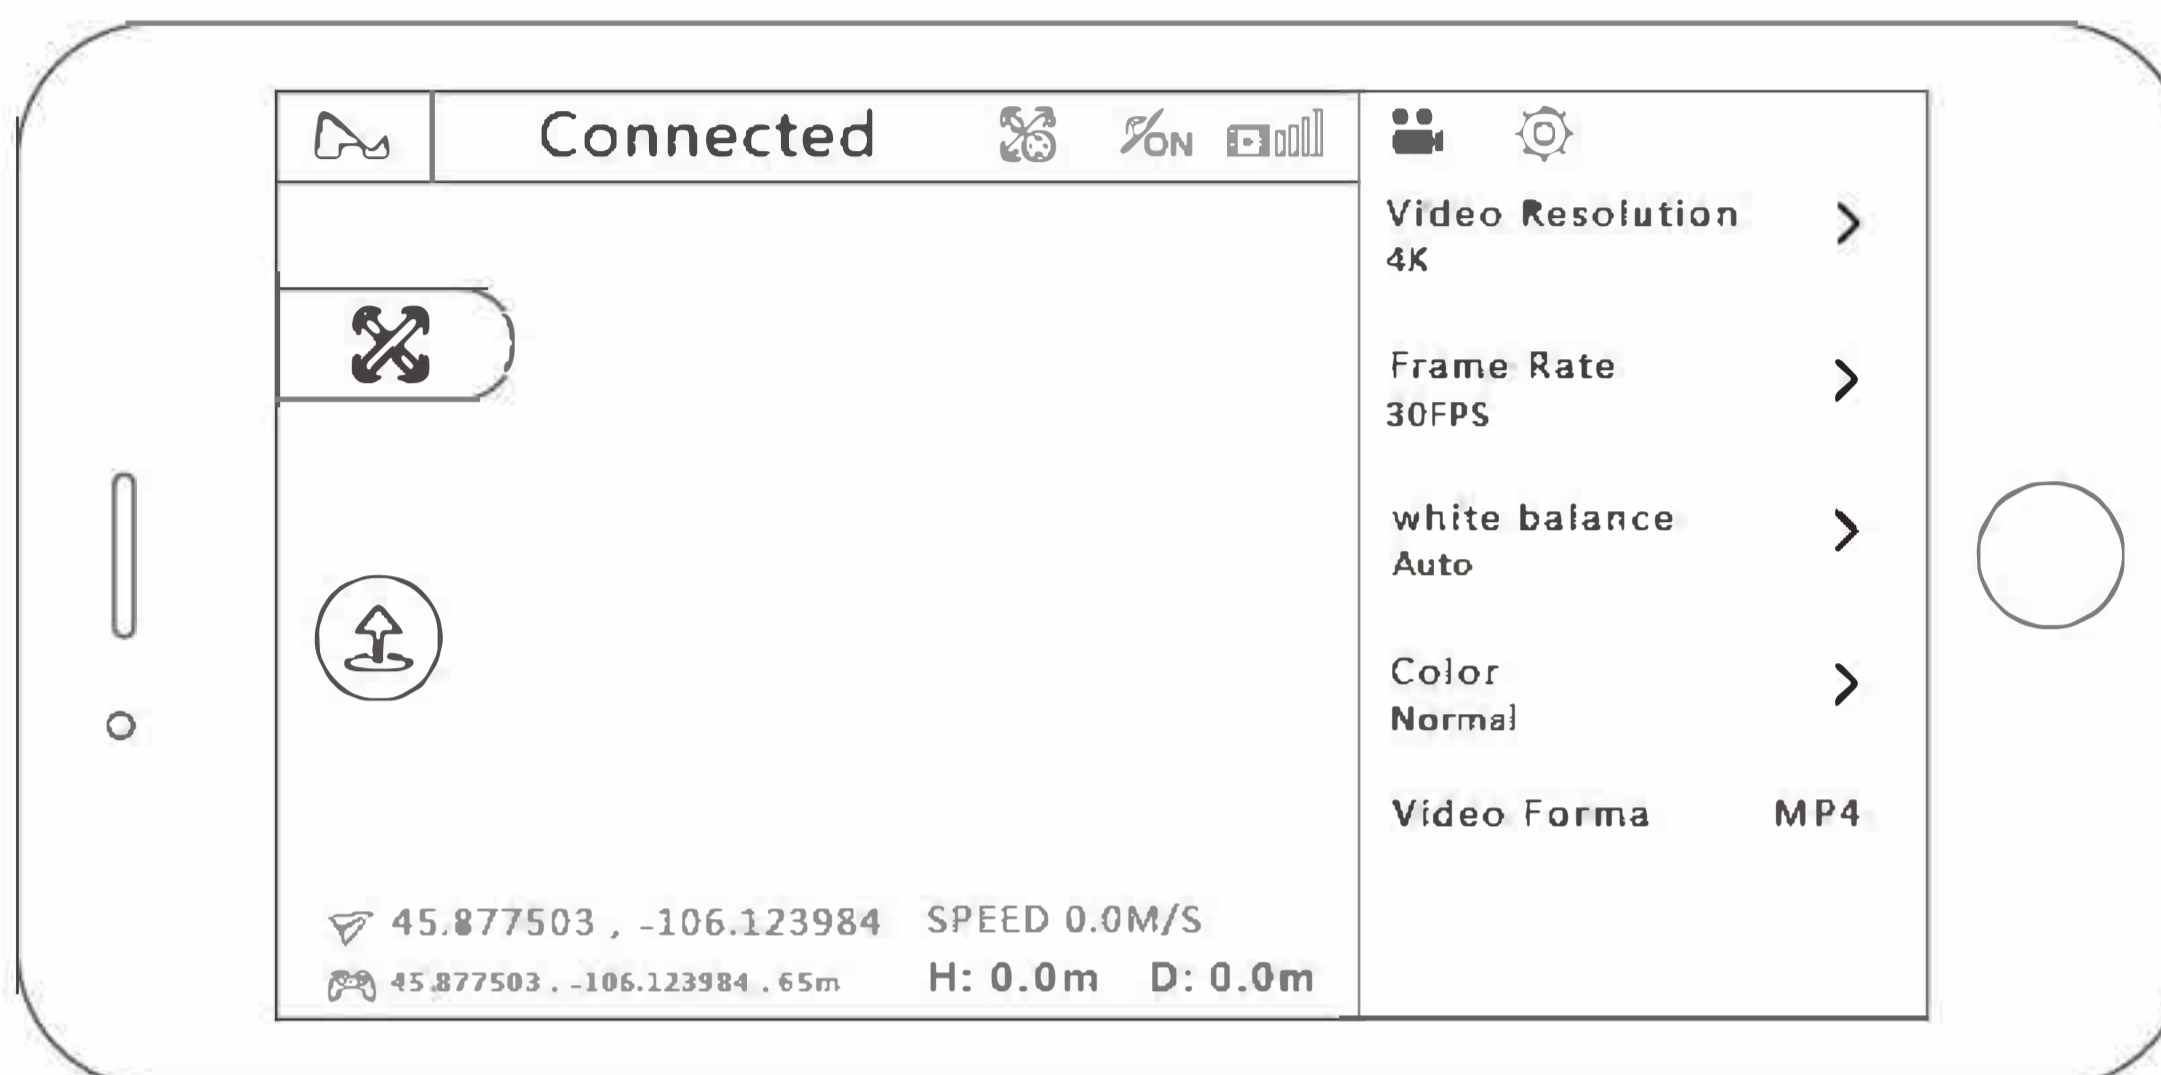 Connected
ON
Video Resolution
4K
Frame Rate
30FPS
white balance
Auto
Color
Normal
Video Forma MP4
45.877503 , -106.123984 SPEED 0.0M/S
45.877503 . -106.123984 . 65m H: 0.0m D: 0.0m